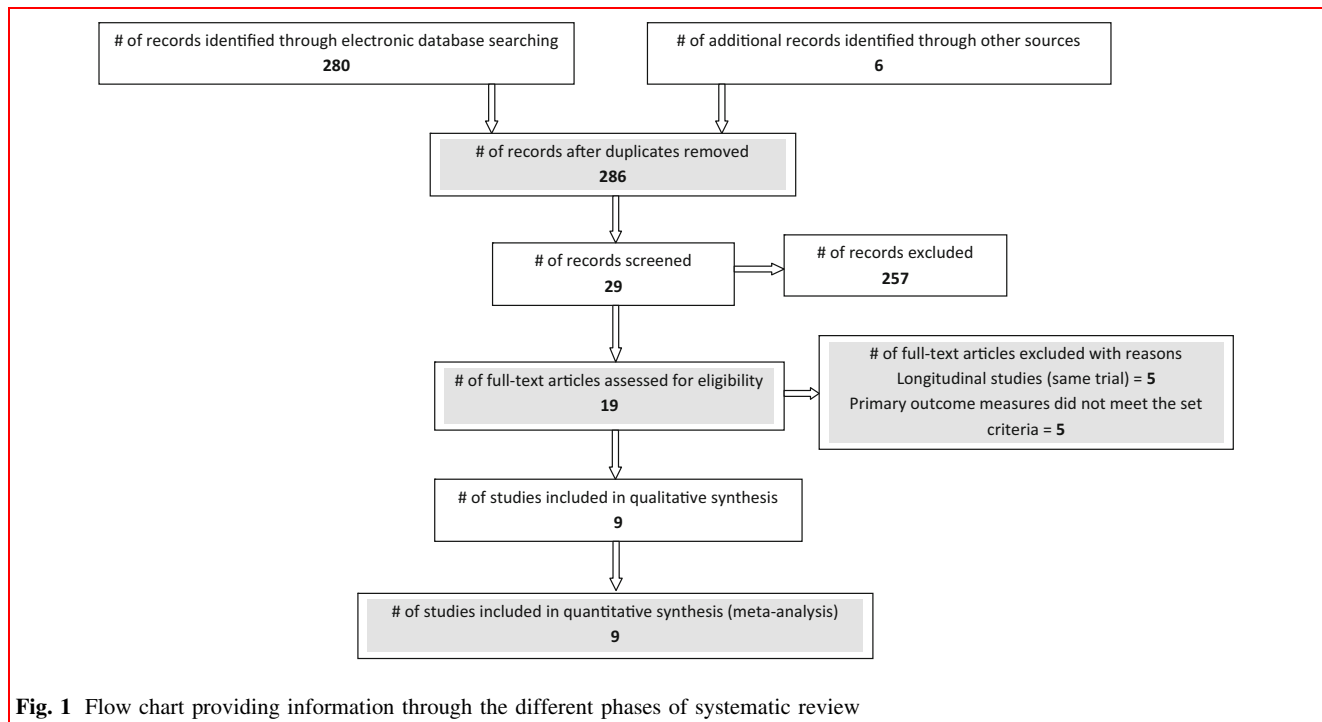 # of records identified through electronic database searching
280
# of additional records identified through other sources
6
# of records after duplicates removed
286
# of records screened
29
# of records excluded
257
# of full-text articles assessed for eligibility
19
# of full-text articles excluded with reasons
Longitudinal studies (same trial) = 5
Primary outcome measures did not meet the set
criteria = 5
# of studies included in qualitative synthesis
9
# of studies included in quantitative synthesis (meta-analysis)
9
Fig. 1 Flow chart providing information through the different phases of systematic review